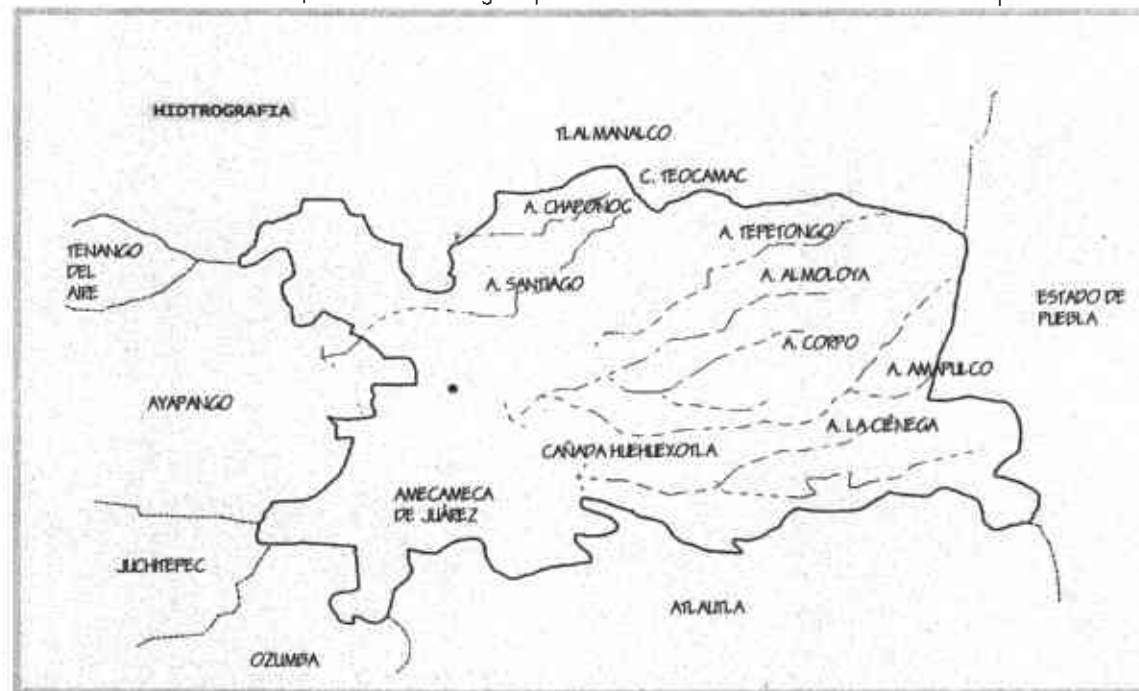 HIDTROGRAFIA
TLALMANALCO
C. TEOCAMAC
A. CHAPONOC
A. TEPETONGO
TENANGO
DEL
AIRE
A. SANTIAGO
A. ALMOLOYA
ESTADO DE
PUEBLA
A. CORPO
A. AMAPULCO
AYAPANGO
A. LA CIÉNEGA
CAÑADA HUEHUEXOTLA
AMECAMECA
DE JUÁREZ
JUCHITEPEC
ATLAUTLA
OZUMBA